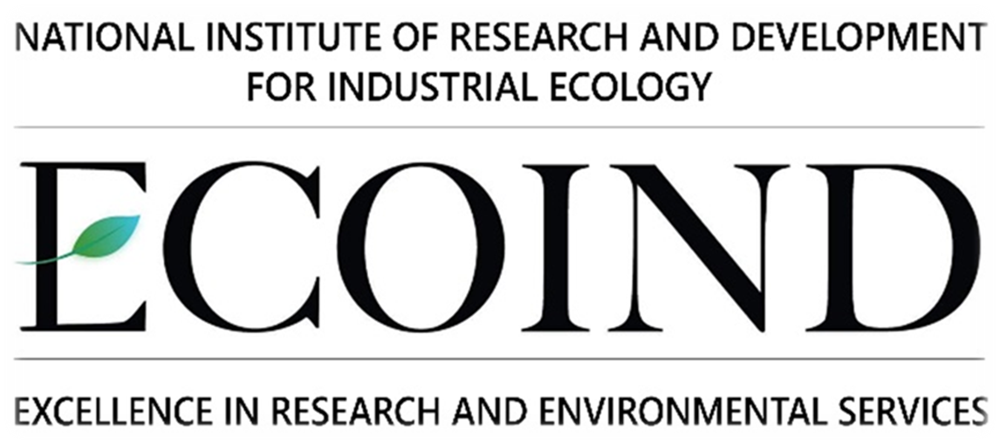 NATIONAL INSTITUTE OF RESEARCH AND DEVELOPMENT
FOR INDUSTRIAL ECOLOGY
ECOIND
EXCELLENCE IN RESEARCH AND ENVIRONMENTAL SERVICES